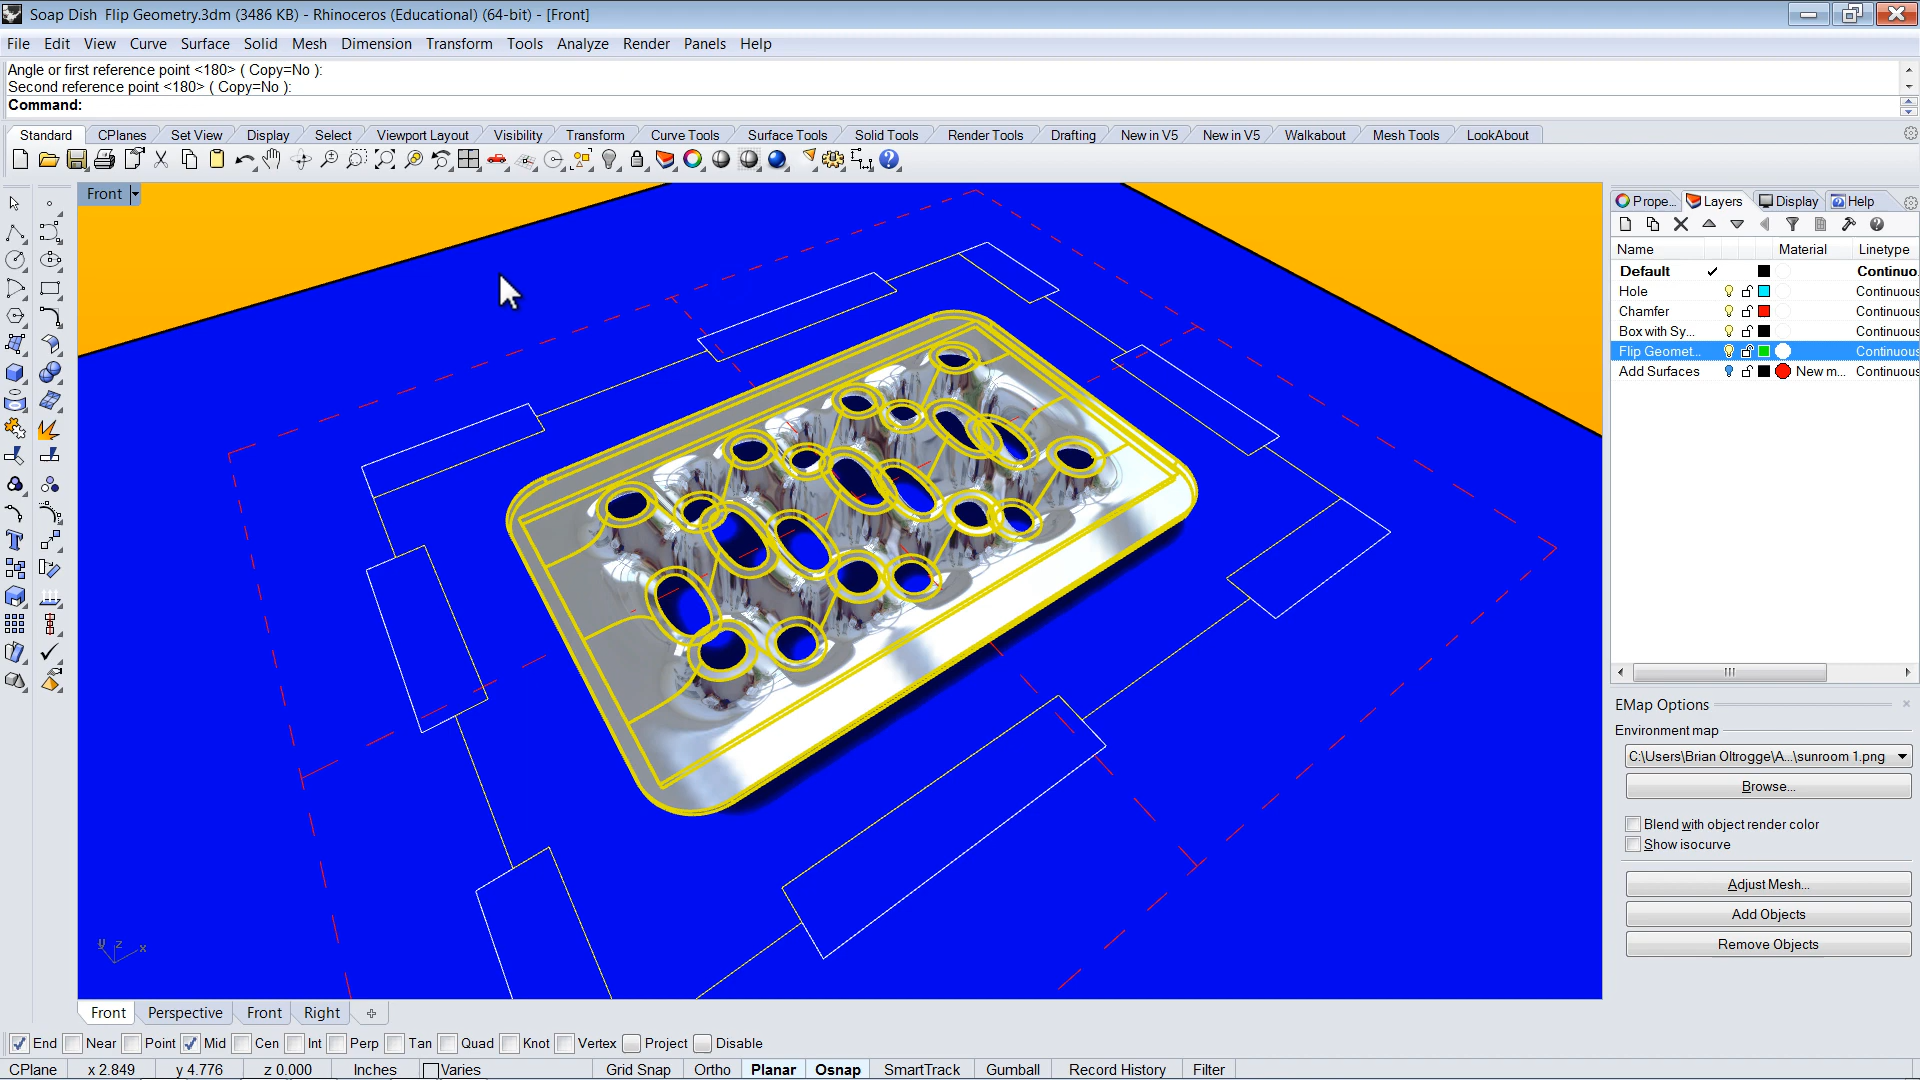 Soap Dish  Flip Geometry.3dm (3486 KB) - Rhinoceros (Educational) (64-bit) - [Front]
File Edit View Curve Surface Solid Mesh Dimension Transform Tools Analyze Render Panels Help
Angle or first reference point <180> ( Copy=No ):
Second reference point <180> ( Copy=No ):
Command:
Standard CPlanes Set View Display Select Viewport Layout Visibility Transform Curve Tools Surface Tools Solid Tools Render Tools Drafting New in V5 New in V5 Walkabout Mesh Tools LookAbout
Front
Prope... Layers Display Help
Name Material Linetype
Default Continuo
Hole Continuous
Chamfer Continuous
Box with Sy... Continuous
Flip Geomet... Continuous
Add Surfaces New m... Continuous
EMap Options
Environment map
C:\Users\Brian Oltrogge\A...\sunroom 1.png
Browse...
Blend with object render color
Show isocurve
Adjust Mesh...
Add Objects
Remove Objects
y z x
Front Perspective Front Right
End Near Point Mid Cen Int Perp Tan Quad Knot Vertex Project Disable
CPlane x 2.849 y 4.776 z 0.000 Inches Varies Grid Snap Ortho Planar Osnap SmartTrack Gumball Record History Filter